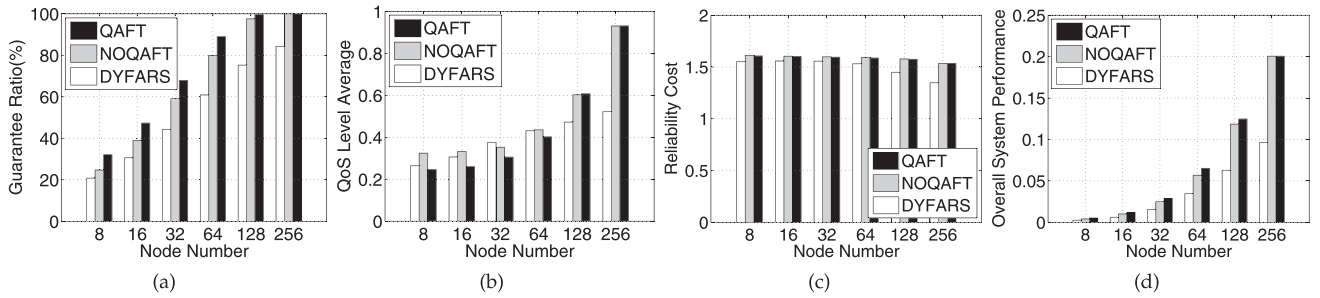 Guarantee Ratio(%)
100
80
60
40
20
0
QAFT
NOQAFT
DYFARS
8 16 32 64 128 256
Node Number
(a)
QoS Level Average
1
0.8
0.6
0.4
0.2
0
QAFT
NOQAFT
DYFARS
8 16 32 64 128 256
Node Number
(b)
Reliability Cost
2
1.5
1
0.5
0
QAFT
NOQAFT
DYFARS
8 16 32 64 128 256
Node Number
(c)
Overall System Performance
0.25
0.2
0.15
0.1
0.05
0
QAFT
NOQAFT
DYFARS
8 16 32 64 128 256
Node Number
(d)